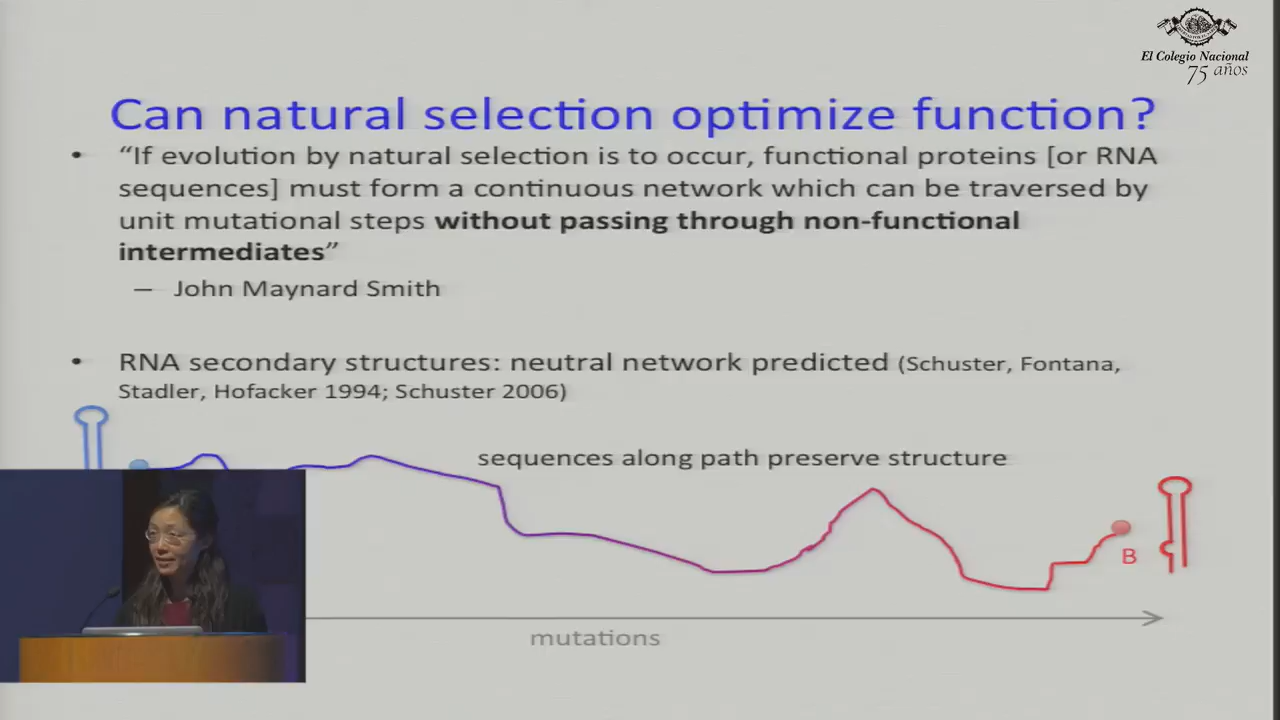 El Colegio Nacional
75 años
Can natural selection optimize function?
• “If evolution by natural selection is to occur, functional proteins [or RNA
sequences] must form a continuous network which can be traversed by
unit mutational steps without passing through non-functional
intermediates”
– John Maynard Smith
• RNA secondary structures: neutral network predicted (Schuster, Fontana,
Stadler, Hofacker 1994; Schuster 2006)
sequences along path preserve structure
B
mutations